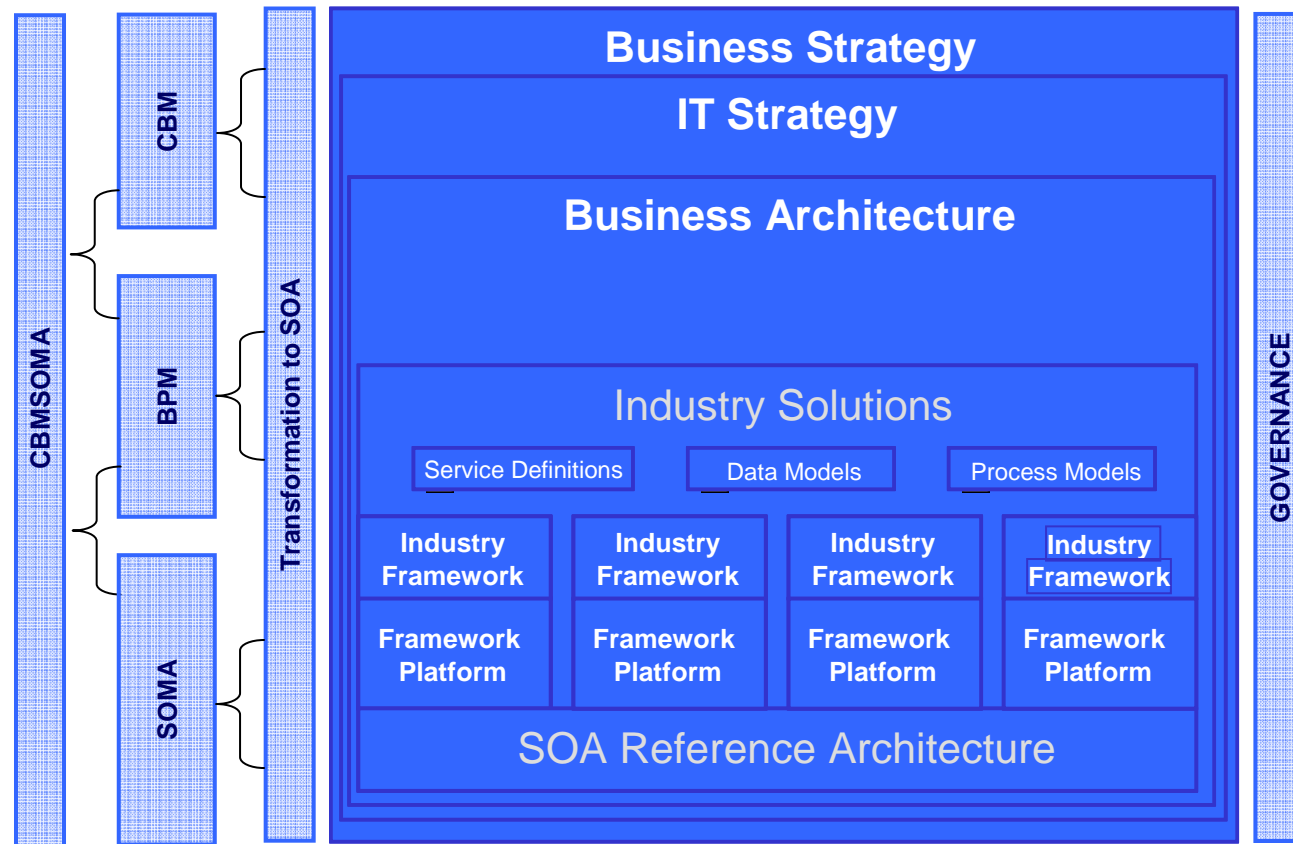 CBMSOMA
CBM
BPM
SOMA
Transformation to SOA
Business Strategy
IT Strategy
Business Architecture
Industry Solutions
Service Definitions
Data Models
Process Models
Industry
Framework
Industry
Framework
Industry
Framework
Industry
Framework
Framework
Platform
Framework
Platform
Framework
Platform
Framework
Platform
SOA Reference Architecture
GOVERNANCE